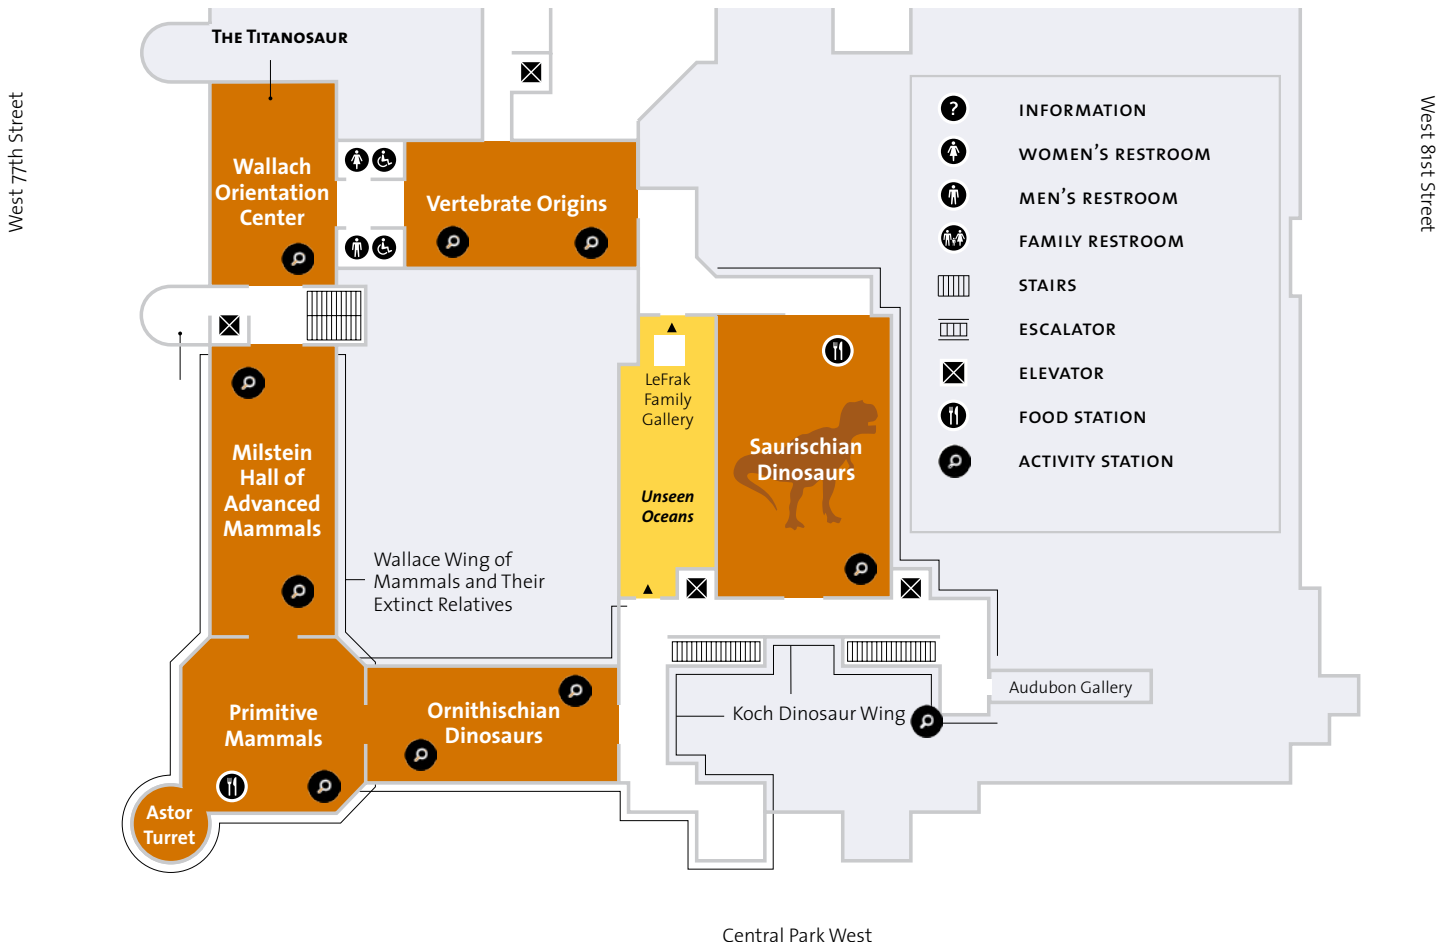 The Titanosaur
West 77th Street
West 81st Street
?
INFORMATION
WOMEN'S RESTROOM
MEN'S RESTROOM
FAMILY RESTROOM
STAIRS
ESCALATOR
ELEVATOR
FOOD STATION
ACTIVITY STATION
Wallach
Orientation
Center
Vertebrate Origins
LeFrak
Family
Gallery
Unseen
Oceans
Saurischian
Dinosaurs
Milstein
Hall of
Advanced
Mammals
Wallace Wing of
Mammals and Their
Extinct Relatives
Primitive
Mammals
Ornithischian
Dinosaurs
Koch Dinosaur Wing
Audubon Gallery
Astor
Turret
Central Park West